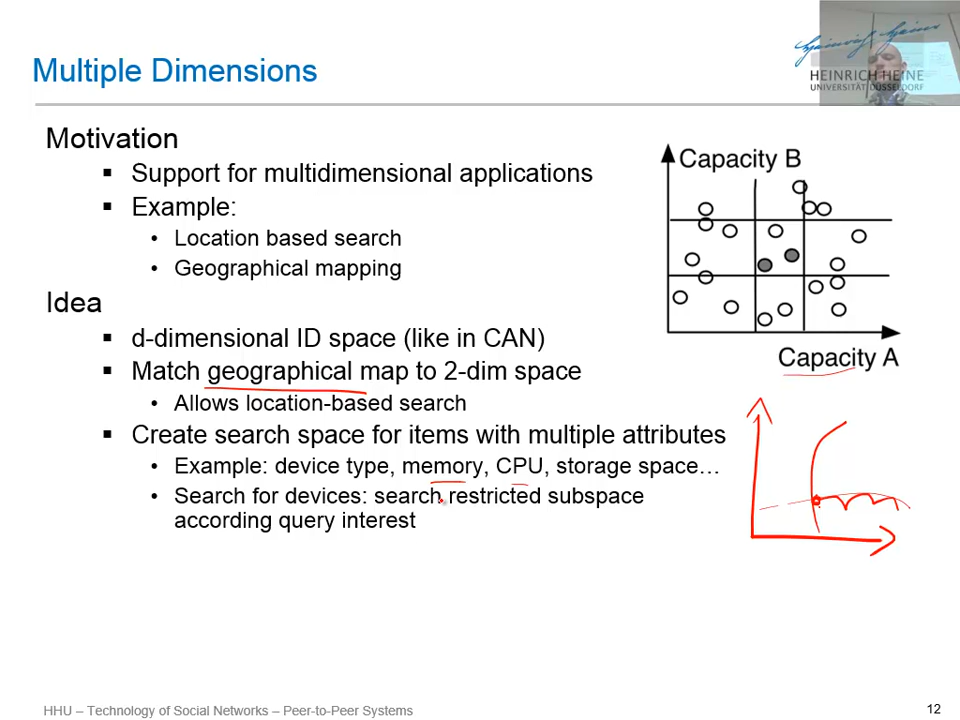 Multiple Dimensions
Heinrich Heine
HEINRICH HEINE
UNIVERSITÄT DÜSSELDORF
Motivation
▪ Support for multidimensional applications
▪ Example:
• Location based search
• Geographical mapping
Idea
▪ d-dimensional ID space (like in CAN)
▪ Match geographical map to 2-dim space
• Allows location-based search
▪ Create search space for items with multiple attributes
• Example: device type, memory, CPU, storage space…
• Search for devices: search restricted subspace
according query interest
Capacity B
Capacity A
HHU – Technology of Social Networks – Peer-to-Peer Systems
12